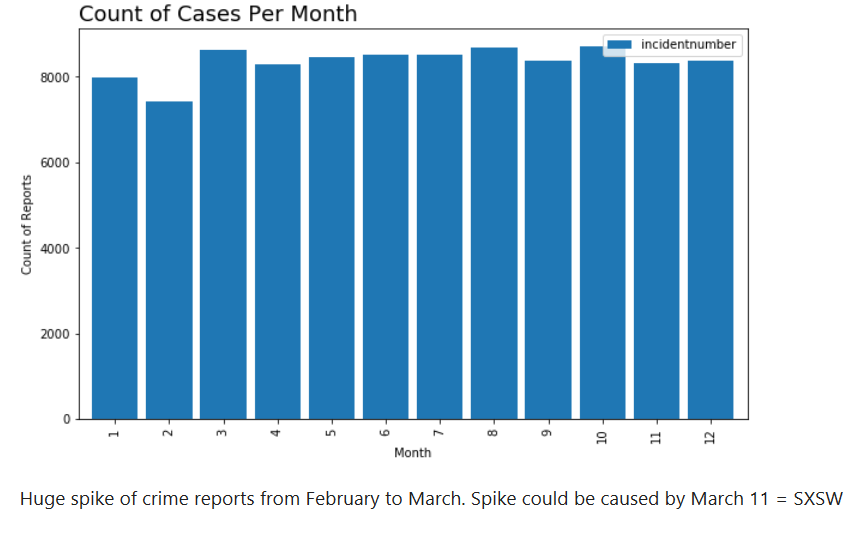 Count of Cases Per Month
incidentnumber
8000
6000
4000
2000
0
Count of Reports
1 2 3 4 5 6 7 8 9 10 11 12
Month
Huge spike of crime reports from February to March. Spike could be caused by March 11 = SXSW